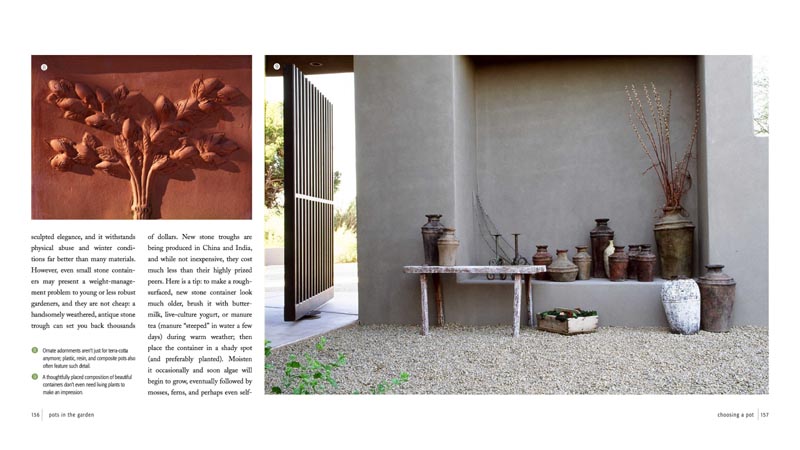 sculpted elegance, and it withstands
physical abuse and winter condi-
tions far better than many materials.
However, even small stone contain-
ers may present a weight-manage-
ment problem to young or less robust
gardeners, and they are not cheap: a
handsomely weathered, antique stone
trough can set you back thousands
of dollars. New stone troughs are
being produced in China and India,
and while not inexpensive, they cost
much less than their highly prized
peers. Here is a tip: to make a rough-
surfaced, new stone container look
much older, brush it with butter-
milk, live-culture yogurt, or manure
tea (manure “steeped” in water a few
days) during warm weather; then
place the container in a shady spot
(and preferably planted). Moisten
it occasionally and soon algae will
begin to grow, eventually followed by
mosses, ferns, and perhaps even self-
Ornate adornments aren’t just for terra-cotta
anymore; plastic, resin, and composite pots also
often feature such detail.
A thoughtfully placed composition of beautiful
containers don’t even need living plants to
make an impression.
156 pots in the garden
choosing a pot 157